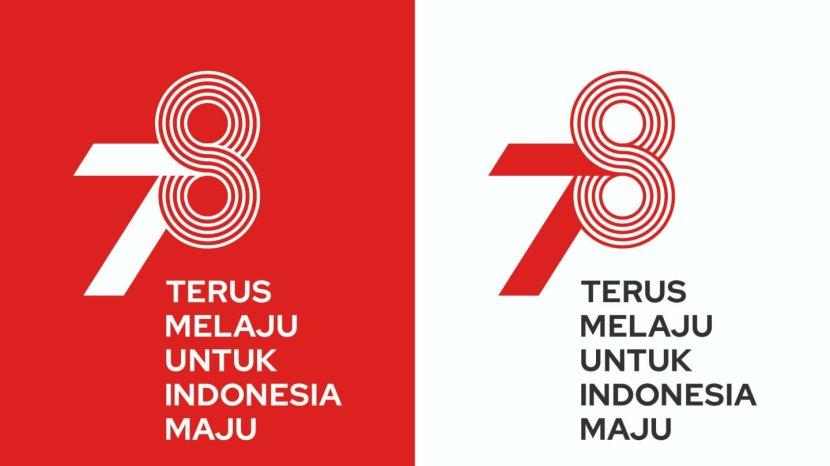 78
TERUS
MELAJU
UNTUK
INDONESIA
MAJU
78
TERUS
MELAJU
UNTUK
INDONESIA
MAJU